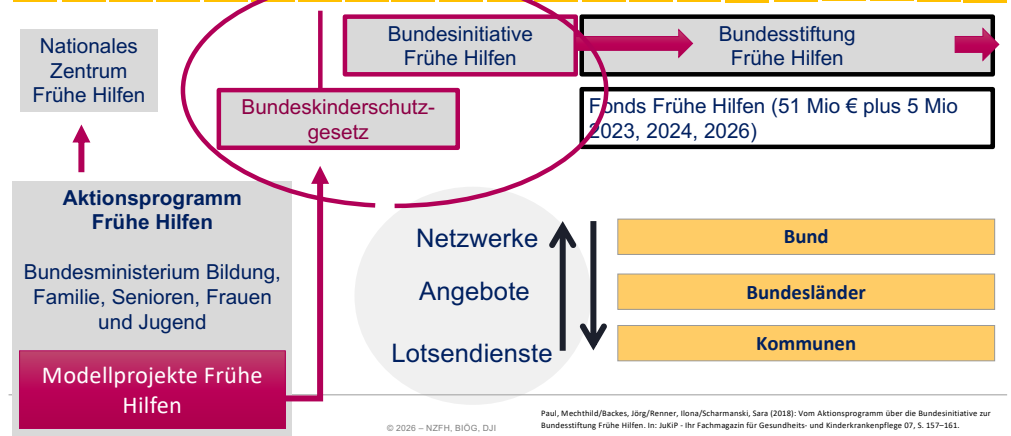 Nationales
Zentrum
Frühe Hilfen
Bundesinitiative
Frühe Hilfen
Bundesstiftung
Frühe Hilfen
Bundeskinderschutz-
gesetz
Fonds Frühe Hilfen (51 Mio € plus 5 Mio
2023, 2024, 2026)
Aktionsprogramm
Frühe Hilfen
Bundesministerium Bildung,
Familie, Senioren, Frauen
und Jugend
Modellprojekte Frühe
Hilfen
Netzwerke
Angebote
Lotsendienste
Bund
Bundesländer
Kommunen
© 2026 – NZFH, BIÖG, DJI
Paul, Mechthild/Backes, Jörg/Renner, Ilona/Scharmanski, Sara (2018): Vom Aktionsprogramm über die Bundesinitiative zur
Bundesstiftung Frühe Hilfen. In: JuKiP - Ihr Fachmagazin für Gesundheits- und Kinderkrankenpflege 07, S. 157–161.